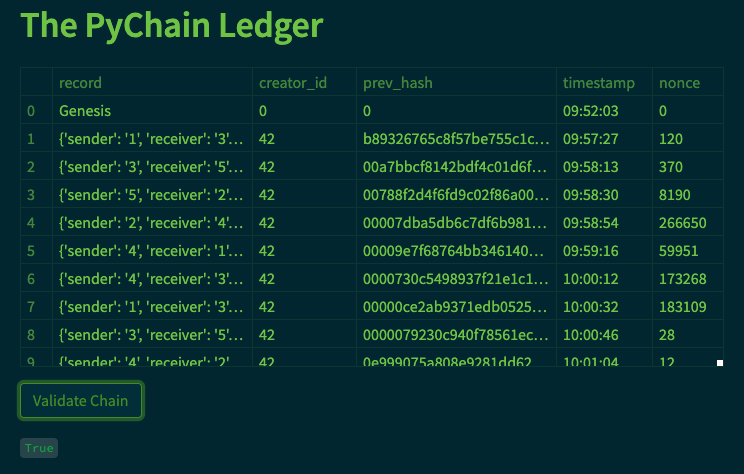 The PyChain Ledger
record creator_id prev_hash timestamp nonce
0 Genesis 0 0 09:52:03 0
1 {'sender': '1', 'receiver': '3'... 42 b89326765c8f57be755c1c... 09:57:27 120
2 {'sender': '3', 'receiver': '5'... 42 00a7bbcf8142bdf4c01d6f... 09:58:13 370
3 {'sender': '5', 'receiver': '2'... 42 00788f2d4f6fd9c02f86a00... 09:58:30 8190
4 {'sender': '2', 'receiver': '4'... 42 00007dba5db6c7df6b981... 09:58:54 266650
5 {'sender': '4', 'receiver': '1'... 42 00009e7f68764bb346140... 09:59:16 59951
6 {'sender': '4', 'receiver': '3'... 42 0000730c5498937f21e1c1... 10:00:12 173268
7 {'sender': '1', 'receiver': '3'... 42 00000ce2ab9371edb0525... 10:00:32 183109
8 {'sender': '3', 'receiver': '5'... 42 0000079230c940f78561ec... 10:00:46 28
9 {'sender': '4', 'receiver': '2' 42 0e999075a808e9281dd62 10:01:04 12
Validate Chain
True